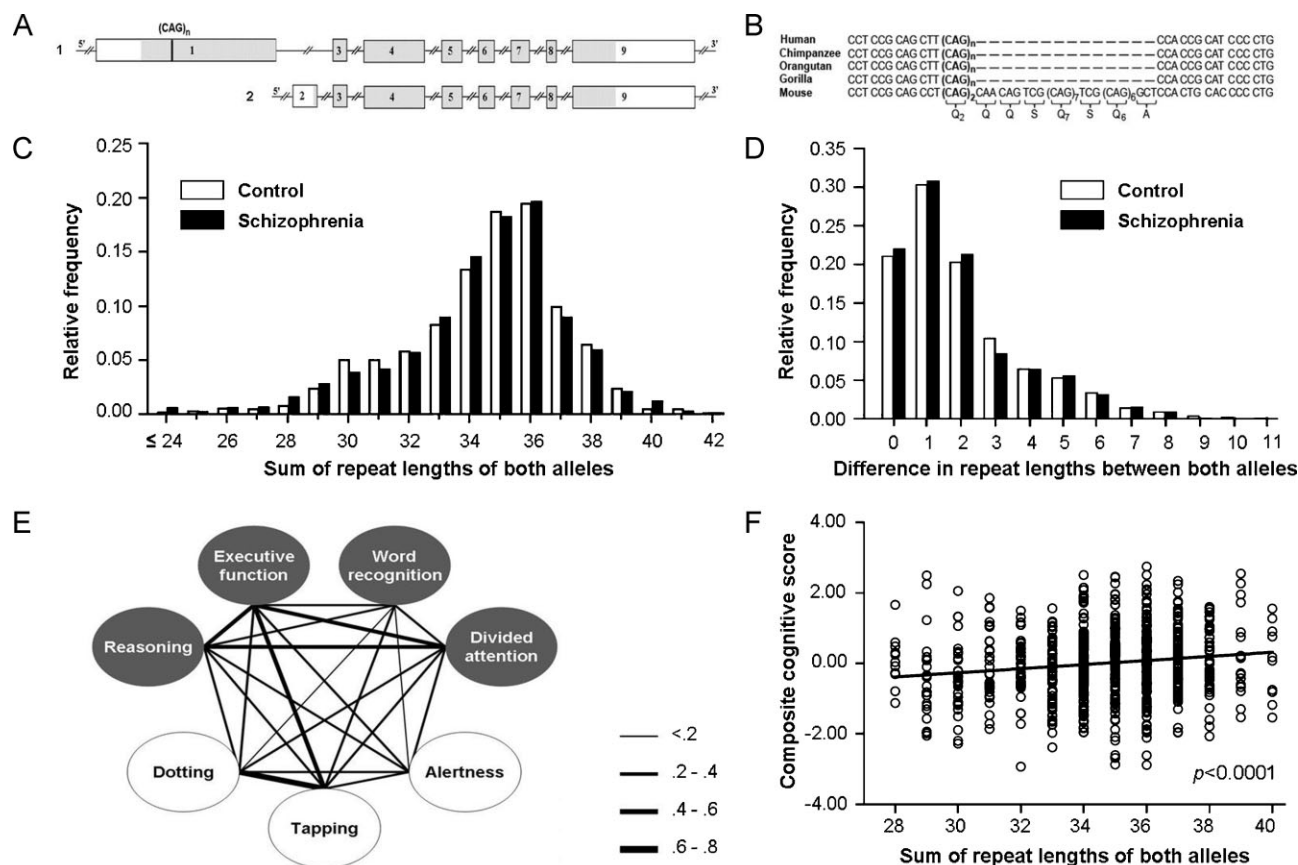 A
(CAG)n
1 5' 1 3 4 5 6 7 8 9 3'
2 5' 2 3 4 5 6 7 8 9 3'
B
Human CCT CCG CAG CTT (CAG)n — — — — — — — — — — — — — — CCA CCG CAT CCC CTG
Chimpanzee CCT CCG CAG CTT (CAG)n — — — — — — — — — — — — — — CCA CCG CAT CCC CTG
Orangutan CCT CCG CAG CTT (CAG)n — — — — — — — — — — — — — — CCA CCG CAT CCC CTG
Gorilla CCT CCG CAG CTT (CAG)n — — — — — — — — — — — — — — CCA CCG CAT CCC CTG
Mouse CCT CCG CAG CCT (CAG)2 CAA CAG TCG (CAG)7 TCG (CAG)6 GCT CCA CTG CAC CCC CTG
Q2 Q Q S Q7 S Q6 A
C
Control
Schizophrenia
Relative frequency
0.20
0.15
0.10
0.05
0.00
≤ 24 26 28 30 32 34 36 38 40 42
Sum of repeat lengths of both alleles
D
Control
Schizophrenia
Relative frequency
0.35
0.30
0.25
0.20
0.15
0.10
0.05
0.00
0 1 2 3 4 5 6 7 8 9 10 11
Difference in repeat lengths between both alleles
E
Executive
function
Word
recognition
Reasoning
Divided
attention
Dotting
Alertness
Tapping
<.2
.2 - .4
.4 - .6
.6 - .8
F
Composite cognitive score
4.00
2.00
0.00
-2.00
-4.00
p<0.0001
28 30 32 34 36 38 40
Sum of repeat lengths of both alleles